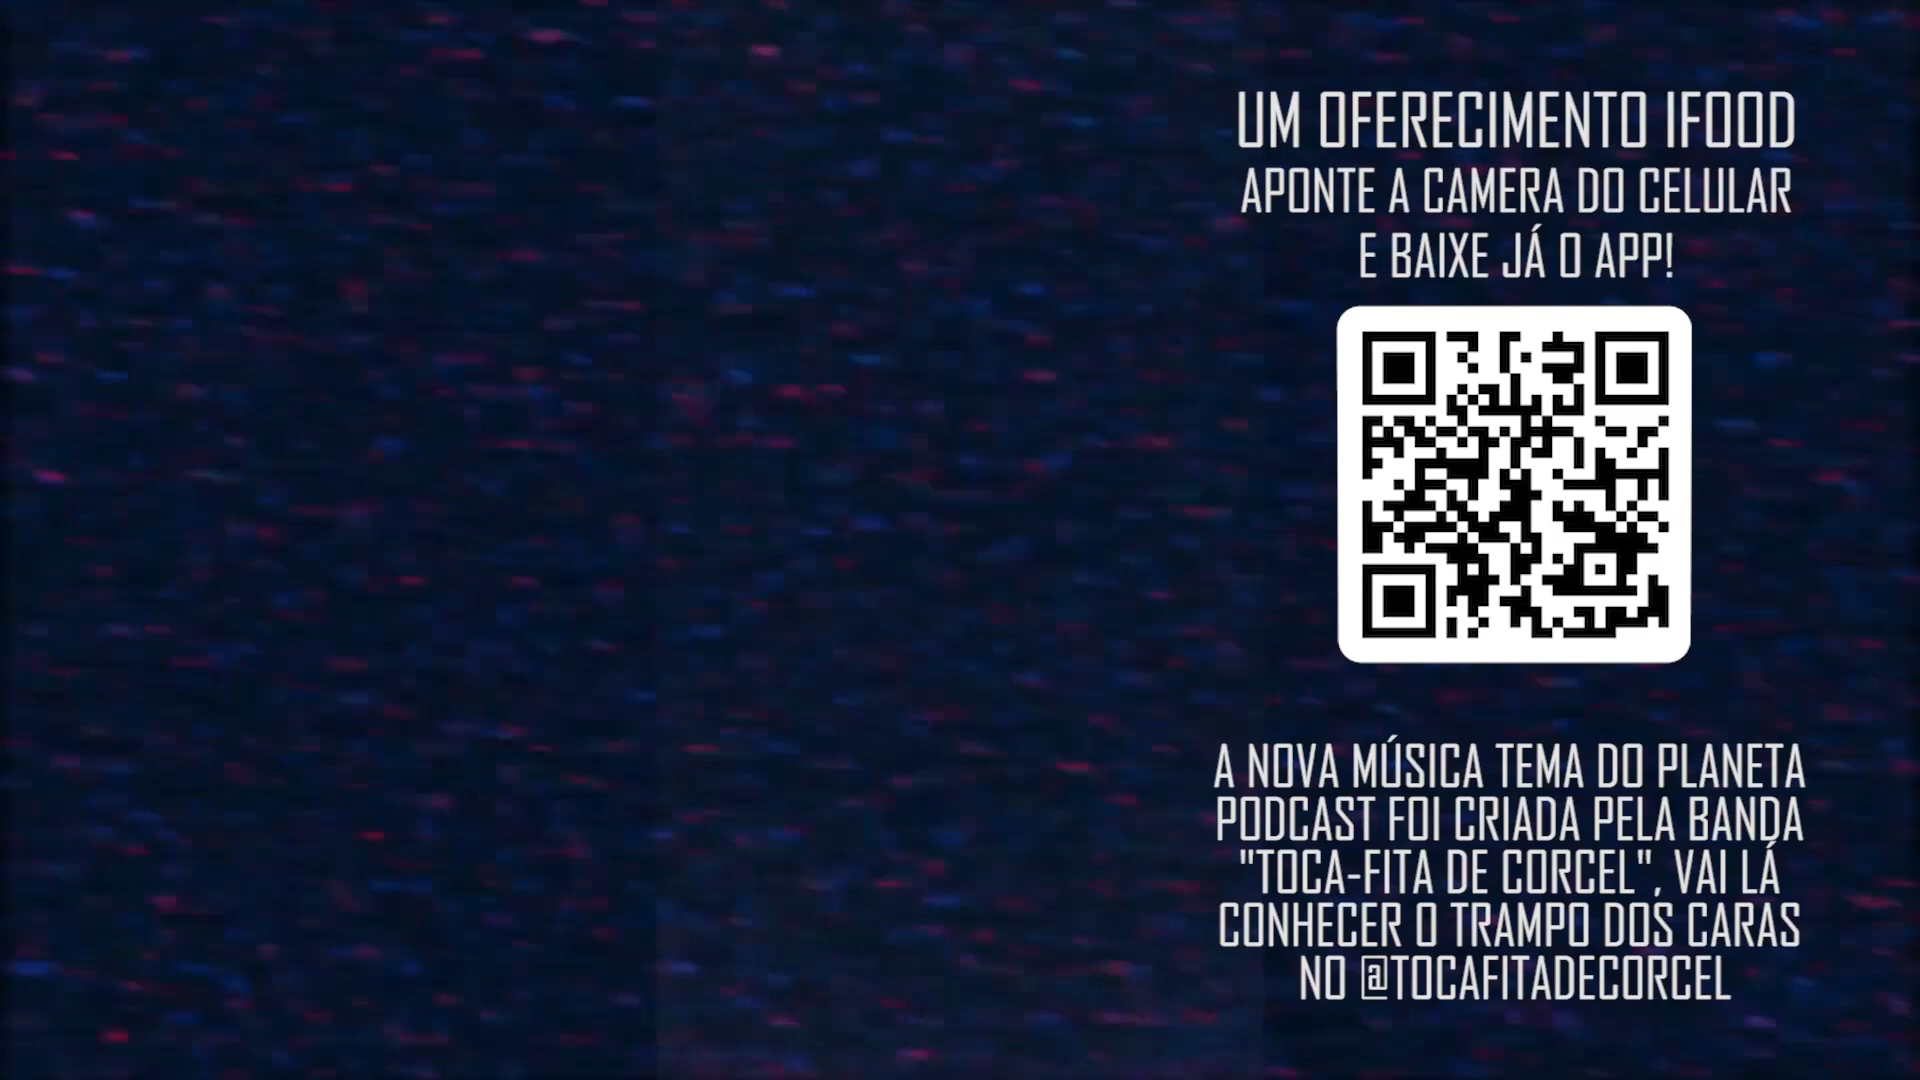 UM OFERECIMENTO IFOOD
APONTE A CAMERA DO CELULAR
E BAIXE JÁ O APP!
A NOVA MÚSICA TEMA DO PLANETA
PODCAST FOI CRIADA PELA BANDA
"TOCA-FITA DE CORCEL", VAI LÁ
CONHECER O TRAMPO DOS CARAS
NO @TOCAFITADECORCEL